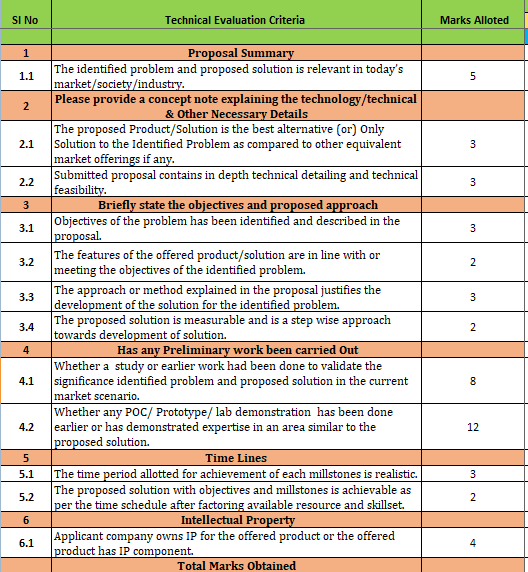 Sl No Technical Evaluation Criteria Marks Alloted
1 Proposal Summary
1.1 The identified problem and proposed solution is relevant in today's
market/society/industry. 5
2 Please provide a concept note explaining the technology/technical
& Other Necessary Details
2.1 The proposed Product/Solution is the best alternative (or) Only
Solution to the Identified Problem as compared to other equivalent
market offerings if any. 3
2.2 Submitted proposal contains in depth technical detailing and technical
feasibility. 3
3 Briefly state the objectives and proposed approach
3.1 Objectives of the problem has been identified and described in the
proposal. 3
3.2 The features of the offered product/solution are in line with or
meeting the objectives of the identified problem. 2
3.3 The approach or method explained in the proposal justifies the
development of the solution for the identified problem. 3
3.4 The proposed solution is measurable and is a step wise approach
towards development of solution. 2
4 Has any Preliminary work been carried Out
4.1 Whether a study or earlier work had been done to validate the
significance identified problem and proposed solution in the current
market scenario. 8
4.2 Whether any POC/ Prototype/ lab demonstration has been done
earlier or has demonstrated expertise in an area similar to the
proposed solution. 12
5 Time Lines
5.1 The time period allotted for achievement of each millstones is realistic. 3
5.2 The proposed solution with objectives and millstones is achievable as
per the time schedule after factoring available resource and skillset. 2
6 Intellectual Property
6.1 Applicant company owns IP for the offered product or the offered
product has IP component. 4
Total Marks Obtained